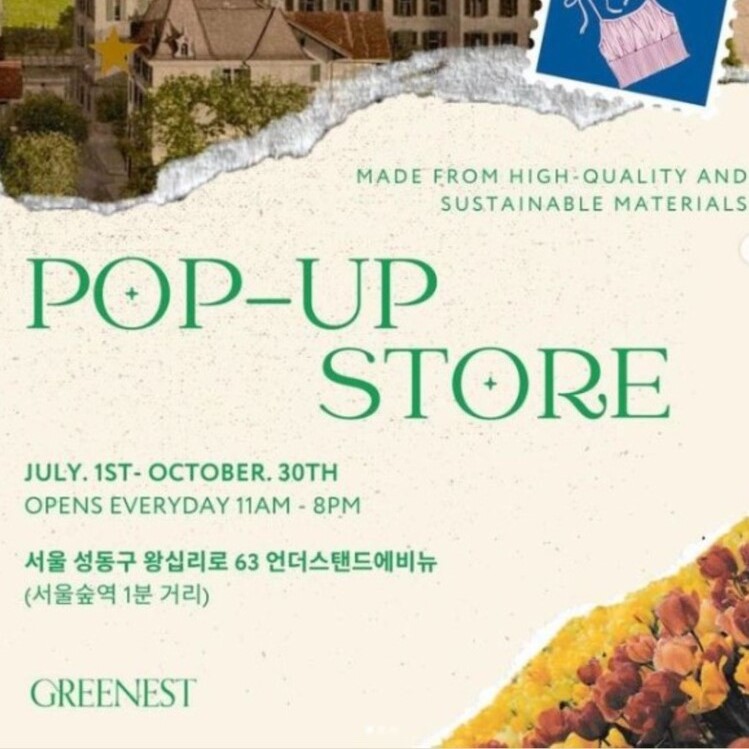 MADE FROM HIGH-QUALITY AND
SUSTAINABLE MATERIALS
POP-UP
STORE
JULY. 1ST- OCTOBER. 30TH
OPENS EVERYDAY 11AM - 8PM
서울 성동구 왕십리로 63 언더스탠드에비뉴
(서울숲역 1분 거리)
GREENEST